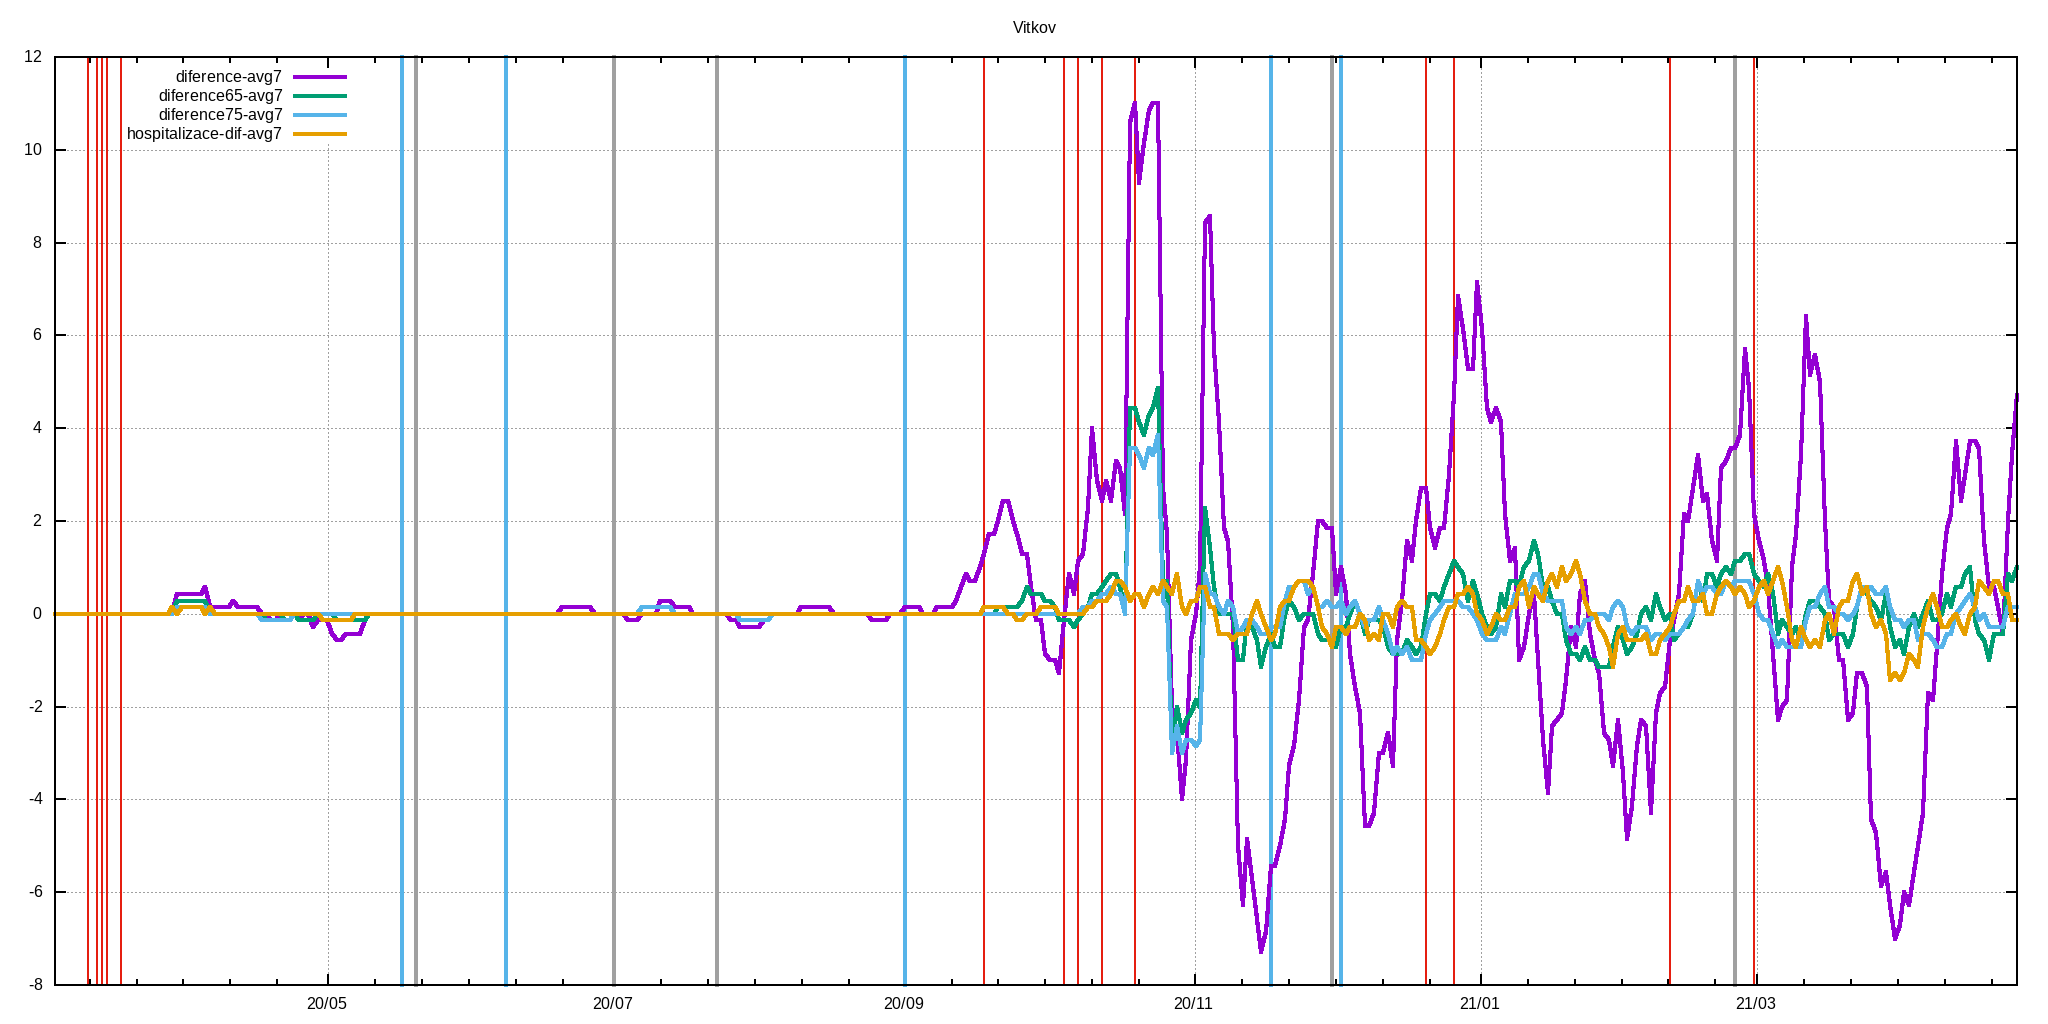 Vitkov
12
diference-avg7
diference65-avg7
diference75-avg7
hospitalizace-dif-avg7
10
8
6
4
2
0
-2
-4
-6
-8
20/05 20/07 20/09 20/11 21/01 21/03